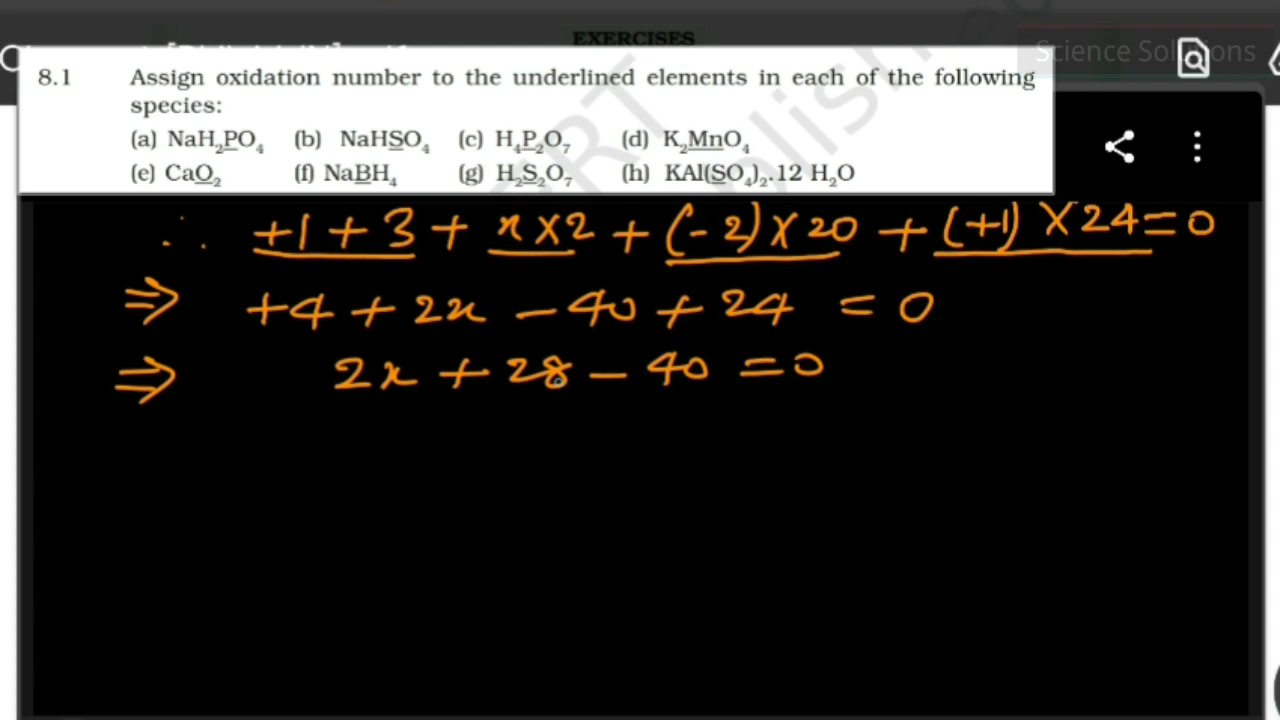 EXERCISES
Science Solutions
8.1 Assign oxidation number to the underlined elements in each of the following
species:
(a) NaH₂PO₄ (b) NaHSO₄ (c) H₄P₂O₇ (d) K₂MnO₄
(e) CaO₂ (f) NaBH₄ (g) H₂S₂O₇ (h) KAl(SO₄)₂.12 H₂O
∴ +1 + 3 + x × 2 + (-2) × 20 + (+1) × 24 = 0
⇒ +4 + 2x - 40 + 24 = 0
⇒ 2x + 28 - 40 = 0